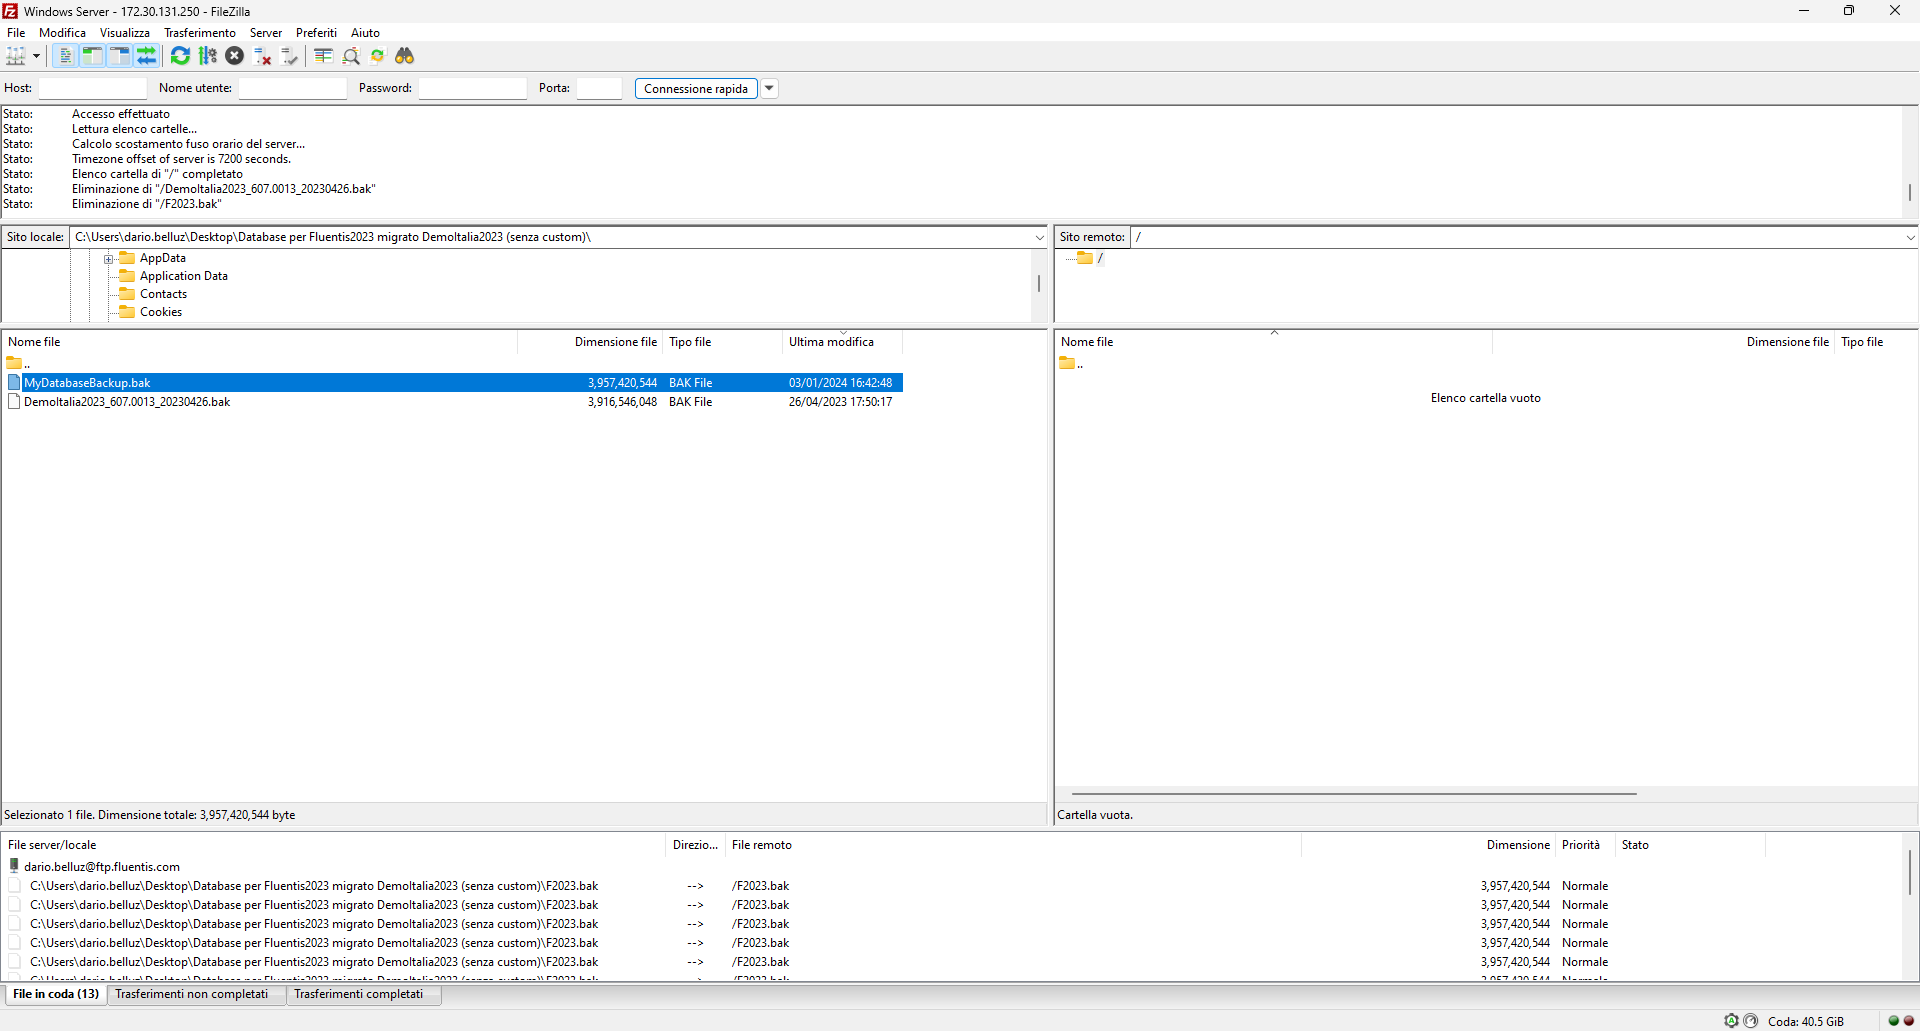 Windows Server - 172.30.131.250 - FileZilla
File Modifica Visualizza Trasferimento Server Preferiti Aiuto
Host: Nome utente: Password: Porta: Connessione rapida
Stato: Accesso effettuato
Stato: Lettura elenco cartelle...
Stato: Calcolo scostamento fuso orario del server...
Stato: Timezone offset of server is 7200 seconds.
Stato: Elenco cartella di "/" completato
Stato: Eliminazione di "/DemoItalia2023_607.0013_20230426.bak"
Stato: Eliminazione di "/F2023.bak"
Sito locale: C:\Users\dario.belluz\Desktop\Database per Fluentis2023 migrato DemoItalia2023 (senza custom)\
AppData
Application Data
Contacts
Cookies
Sito remoto: /
/
Nome file Dimensione file Tipo file Ultima modifica
..
MyDatabaseBackup.bak 3,957,420,544 BAK File 03/01/2024 16:42:48
DemoItalia2023_607.0013_20230426.bak 3,916,546,048 BAK File 26/04/2023 17:50:17
Selezionato 1 file. Dimensione totale: 3,957,420,544 byte
Nome file Dimensione file Tipo file
..
Elenco cartella vuoto
Cartella vuota.
File server/locale Direzio... File remoto Dimensione Priorità Stato
dario.belluz@ftp.fluentis.com
C:\Users\dario.belluz\Desktop\Database per Fluentis2023 migrato DemoItalia2023 (senza custom)\F2023.bak --> /F2023.bak 3,957,420,544 Normale
C:\Users\dario.belluz\Desktop\Database per Fluentis2023 migrato DemoItalia2023 (senza custom)\F2023.bak --> /F2023.bak 3,957,420,544 Normale
C:\Users\dario.belluz\Desktop\Database per Fluentis2023 migrato DemoItalia2023 (senza custom)\F2023.bak --> /F2023.bak 3,957,420,544 Normale
C:\Users\dario.belluz\Desktop\Database per Fluentis2023 migrato DemoItalia2023 (senza custom)\F2023.bak --> /F2023.bak 3,957,420,544 Normale
C:\Users\dario.belluz\Desktop\Database per Fluentis2023 migrato DemoItalia2023 (senza custom)\F2023.bak --> /F2023.bak 3,957,420,544 Normale
File in coda (13) Trasferimenti non completati Trasferimenti completati
Coda: 40.5 GiB